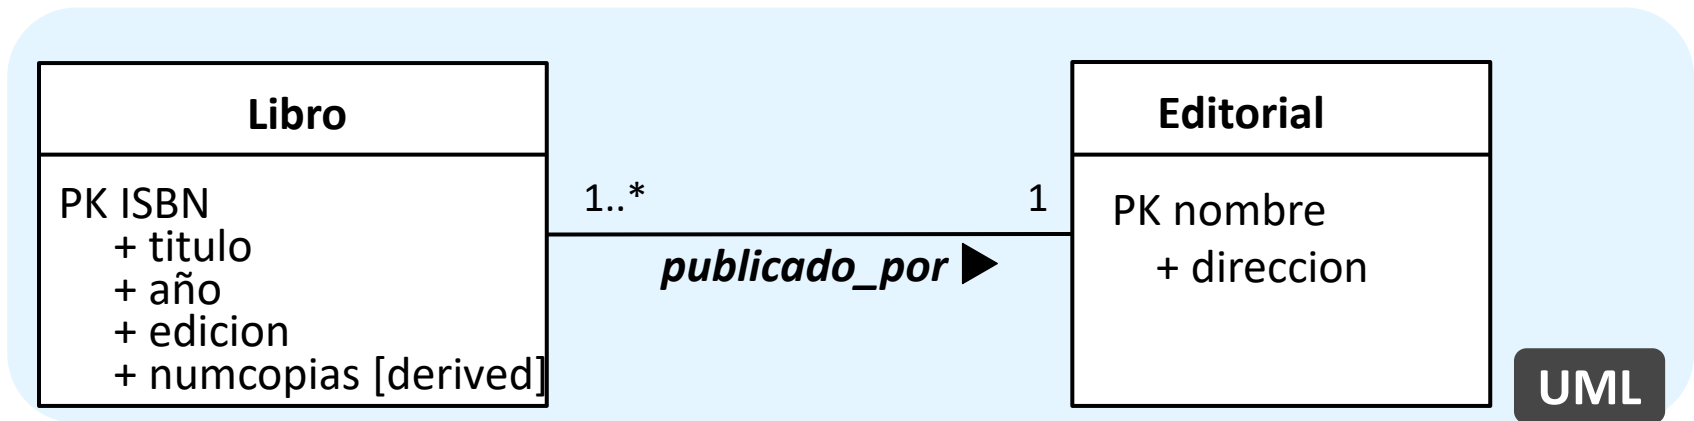 Libro
PK ISBN
+ titulo
+ año
+ edicion
+ numcopias [derived]
1..*
1
publicado_por
Editorial
PK nombre
+ direccion
UML